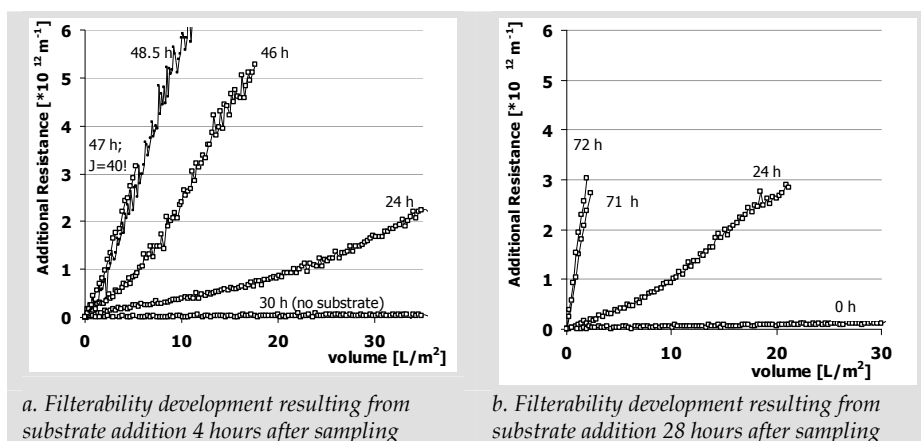 Additional Resistance [*10 ¹² m⁻¹]
6
5
4
3
2
1
0
48.5 h
46 h
47 h;
J=40!
24 h
30 h (no substrate)
0
10
20
30
volume [L/m²]
a. Filterability development resulting from
substrate addition 4 hours after sampling
Additional Resistance [*10 ¹² m⁻¹]
6
5
4
3
2
1
0
72 h
71 h
24 h
0 h
0
10
20
30
volume [L/m²]
b. Filterability development resulting from
substrate addition 28 hours after sampling